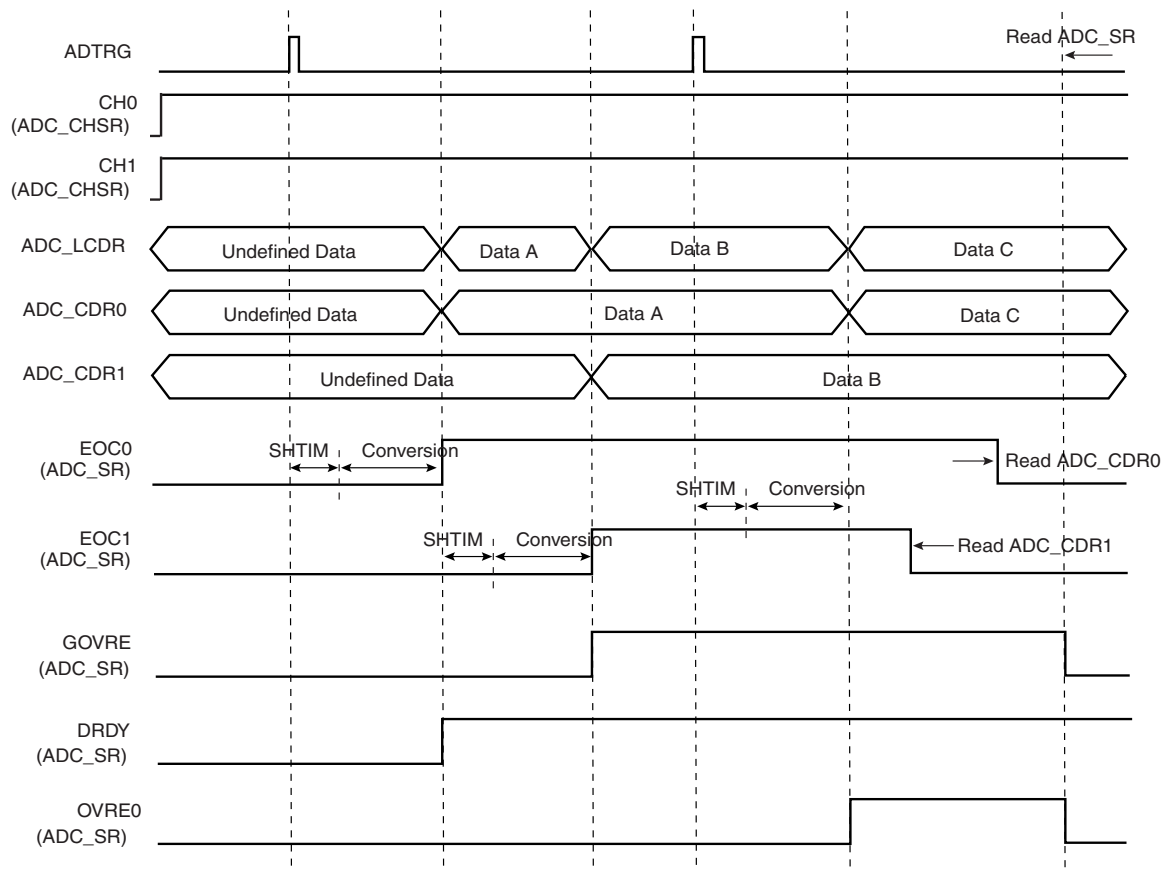 Read ADC_SR
ADTRG
CH0
(ADC_CHSR)
CH1
(ADC_CHSR)
ADC_LCDR
Undefined Data
Data A
Data B
Data C
ADC_CDR0
Undefined Data
Data A
Data C
ADC_CDR1
Undefined Data
Data B
EOC0
(ADC_SR)
SHTIM
Conversion
Read ADC_CDR0
SHTIM
Conversion
EOC1
(ADC_SR)
SHTIM
Conversion
Read ADC_CDR1
GOVRE
(ADC_SR)
DRDY
(ADC_SR)
OVRE0
(ADC_SR)